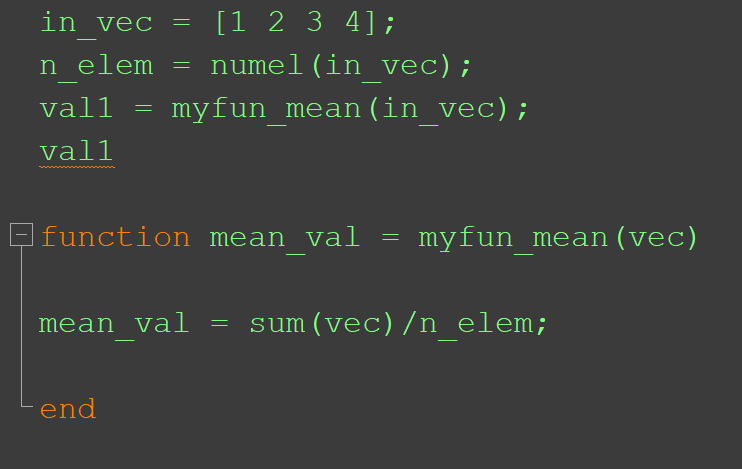 in_vec = [1 2 3 4];
n_elem = numel(in_vec);
val1 = myfun_mean(in_vec);
val1
function mean_val = myfun_mean(vec)
mean_val = sum(vec)/n_elem;
end